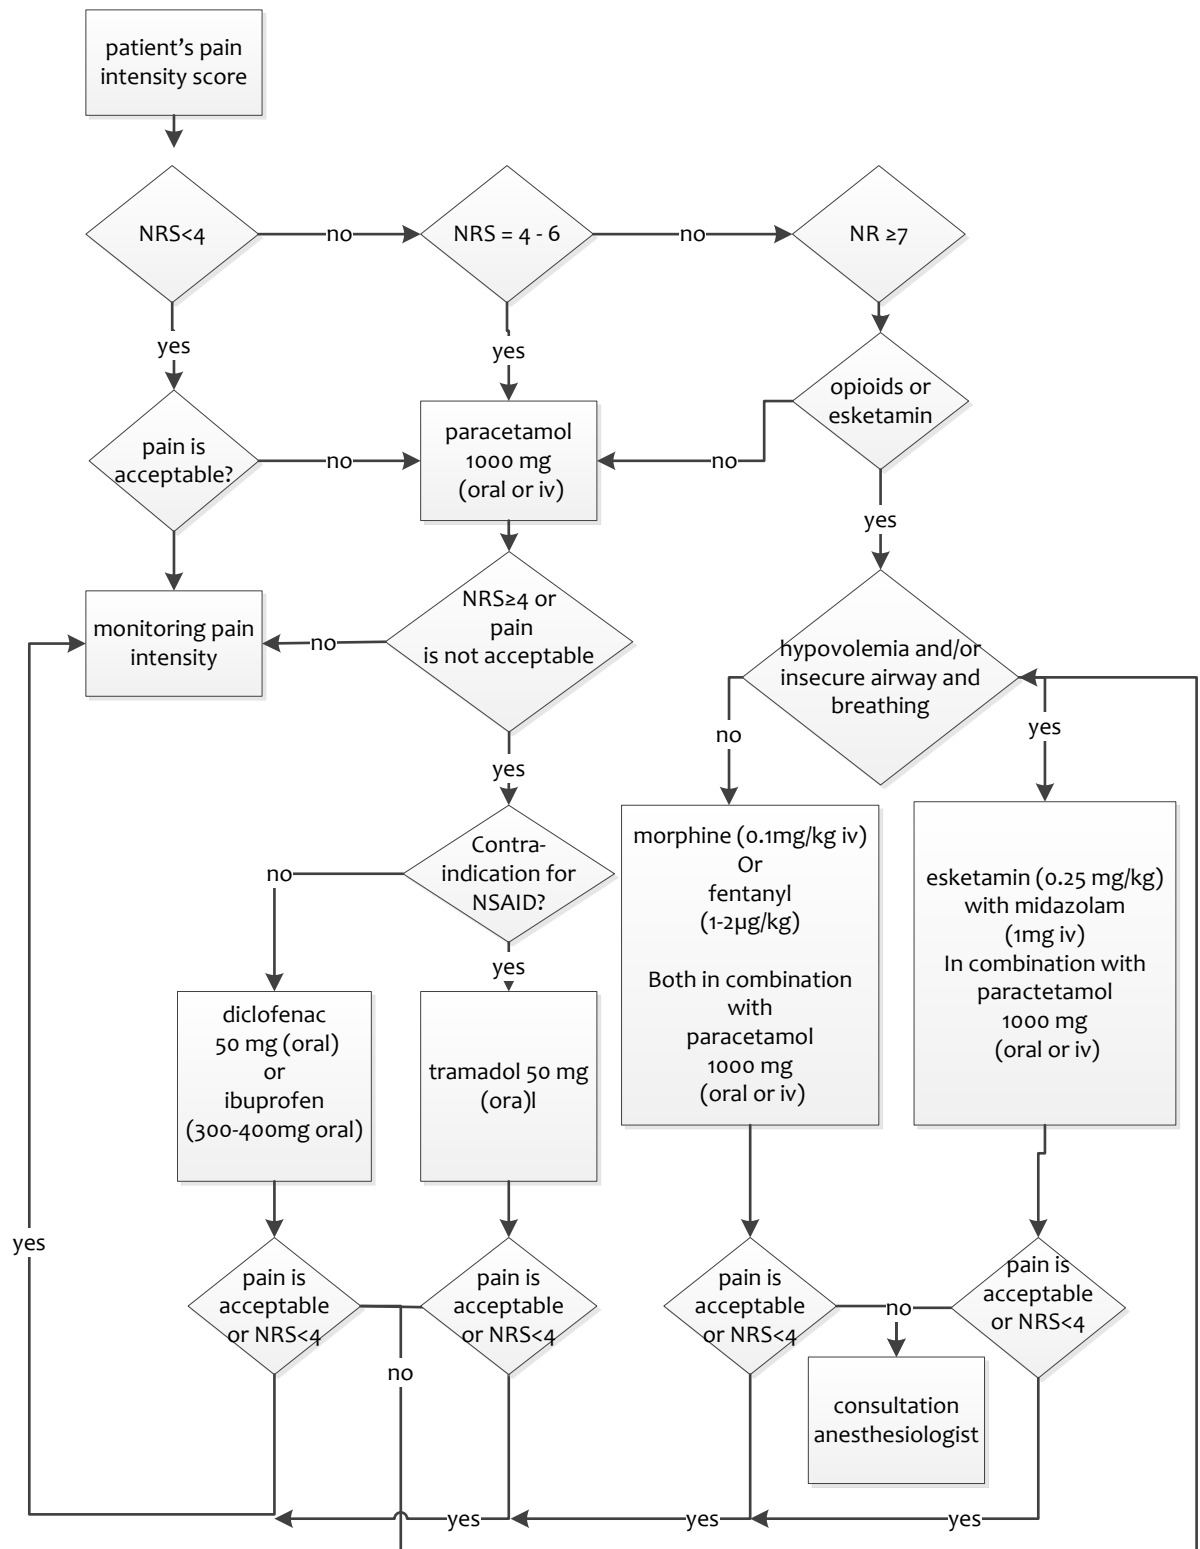 patient's pain
intensity score
NRS<4
no
NRS = 4 - 6
no
NR ≥7
yes
yes
opioids or
esketamin
pain is
acceptable?
no
paracetamol
1000 mg
(oral or iv)
no
yes
monitoring pain
intensity
no
NRS≥4 or
pain
is not acceptable
hypovolemia and/or
insecure airway and
breathing
no
yes
yes
Contra-
indication for
NSAID?
no
yes
morphine (0.1mg/kg iv)
Or
fentanyl
(1-2µg/kg)
Both in combination
with
paracetamol
1000 mg
(oral or iv)
esketamin (0.25 mg/kg)
with midazolam
(1mg iv)
In combination with
paractetamol
1000 mg
(oral or iv)
diclofenac
50 mg (oral)
or
ibuprofen
(300-400mg oral)
tramadol 50 mg
(ora)l
yes
pain is
acceptable
or NRS<4
pain is
acceptable
or NRS<4
pain is
acceptable
or NRS<4
no
pain is
acceptable
or NRS<4
no
consultation
anesthesiologist
yes
yes
yes